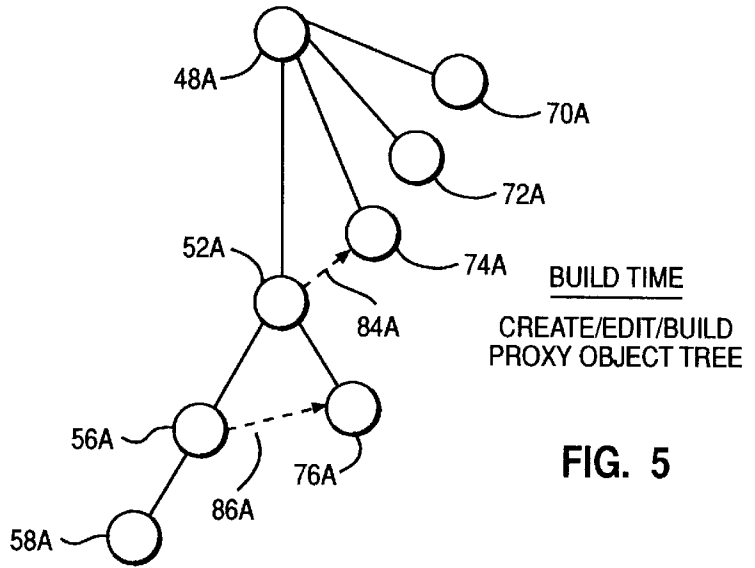 48A
70A
72A
52A
74A
84A
BUILD TIME
CREATE/EDIT/BUILD
PROXY OBJECT TREE
56A
76A
86A
FIG. 5
58A